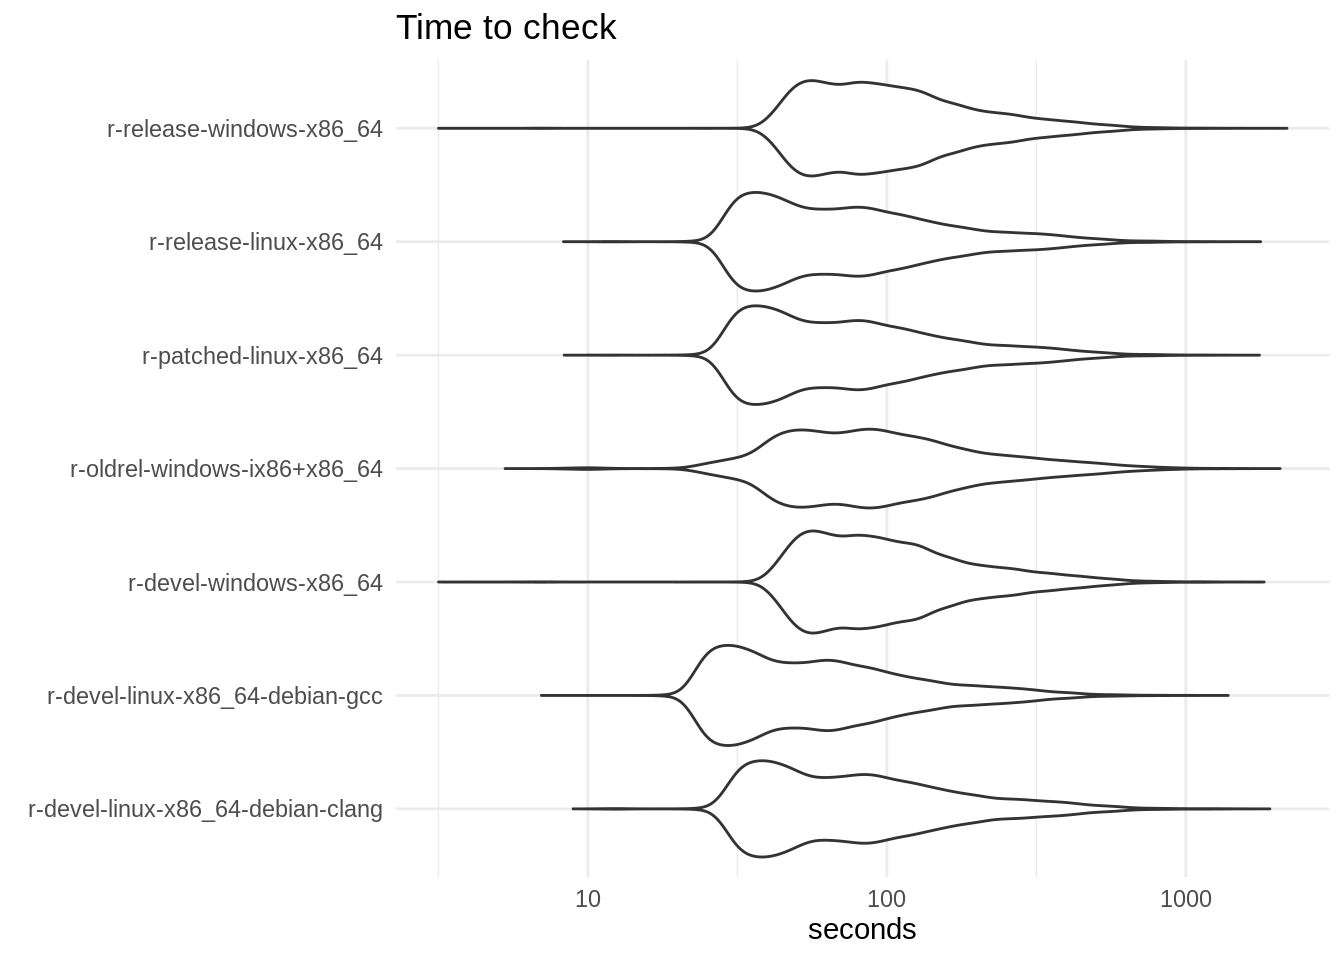 Time to check
r-release-windows-x86_64
r-release-linux-x86_64
r-patched-linux-x86_64
r-oldrel-windows-ix86+x86_64
r-devel-windows-x86_64
r-devel-linux-x86_64-debian-gcc
r-devel-linux-x86_64-debian-clang
10 100 1000
seconds